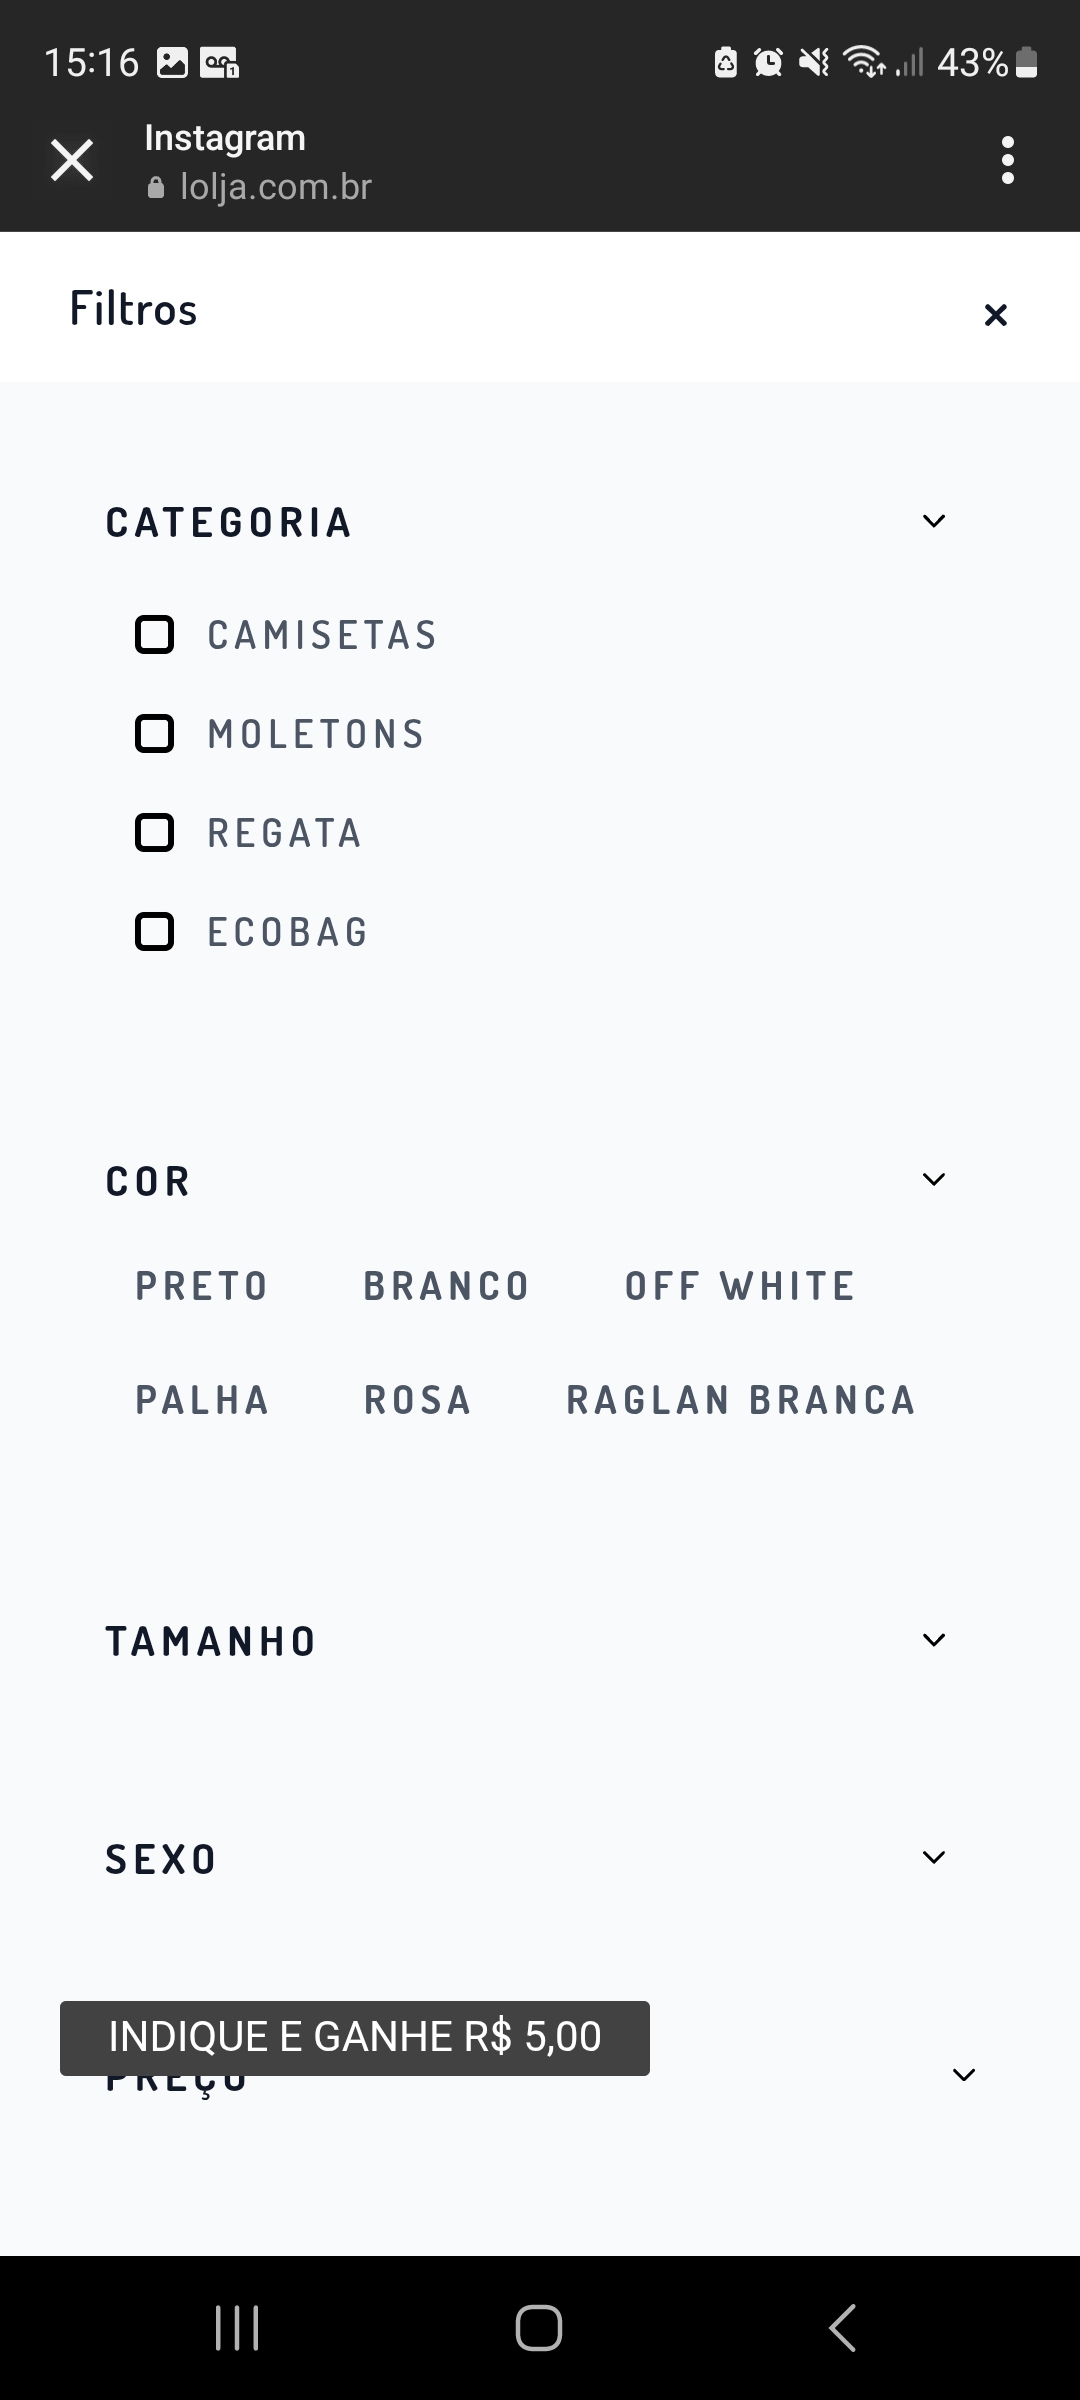 15:16
43%
Instagram
lolja.com.br
Filtros
CATEGORIA
CAMISETAS
MOLETONS
REGATA
ECOBAG
COR
PRETO BRANCO OFF WHITE
PALHA ROSA RAGLAN BRANCA
TAMANHO
SEXO
INDIQUE E GANHE R$ 5,00
PREÇO